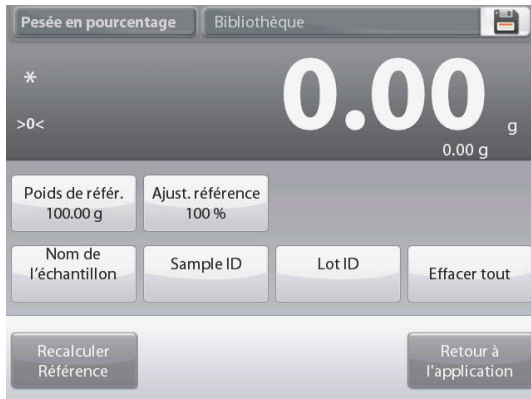 Pesée en pourcentage
Bibliothèque
*
0.00
g
>0<
0.00 g
Poids de référ.
100.00 g
Ajust. référence
100 %
Nom de
l'échantillon
Sample ID
Lot ID
Effacer tout
Recalculer
Référence
Retour à
l'application